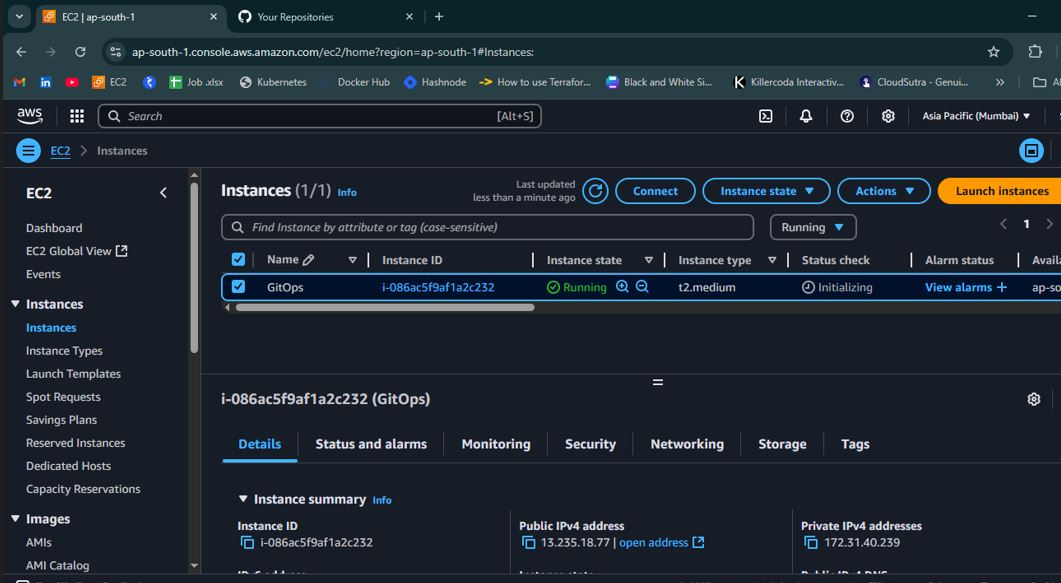 EC2 | ap-south-1
Your Repositories
ap-south-1.console.aws.amazon.com/ec2/home?region=ap-south-1#Instances:
EC2
Job .xlsx
Kubernetes
Docker Hub
Hashnode
How to use Terrafor...
Black and White Si...
Killercoda Interactiv...
CloudSutra - Genui...
aws
Search
[Alt+S]
Asia Pacific (Mumbai)
EC2
Instances
EC2
Dashboard
EC2 Global View
Events
Instances
Instances
Instance Types
Launch Templates
Spot Requests
Savings Plans
Reserved Instances
Dedicated Hosts
Capacity Reservations
Images
AMIs
AMI Catalog
Instances (1/1) Info
Last updated
less than a minute ago
Connect
Instance state
Actions
Launch instances
Find Instance by attribute or tag (case-sensitive)
Running
1
Name
Instance ID
Instance state
Instance type
Status check
Alarm status
GitOps
i-086ac5f9af1a2c232
Running
t2.medium
Initializing
View alarms +
i-086ac5f9af1a2c232 (GitOps)
Details
Status and alarms
Monitoring
Security
Networking
Storage
Tags
Instance summary Info
Instance ID
i-086ac5f9af1a2c232
Public IPv4 address
13.235.18.77 | open address
Private IPv4 addresses
172.31.40.239